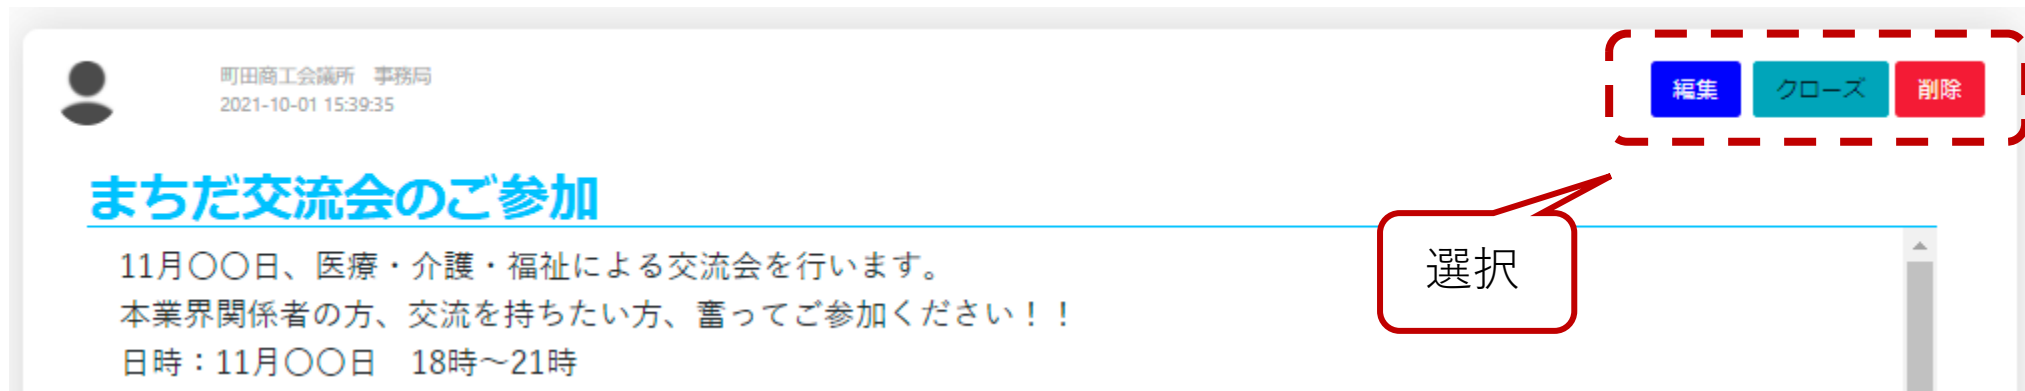 町田商工会議所　事務局
2021-10-01 15:39:35
編集
クローズ
削除
まちだ交流会のご参加
選択
11月〇〇日、医療・介護・福祉による交流会を行います。
本業界関係者の方、交流を持ちたい方、奮ってご参加ください！！
日時：11月〇〇日　18時～21時